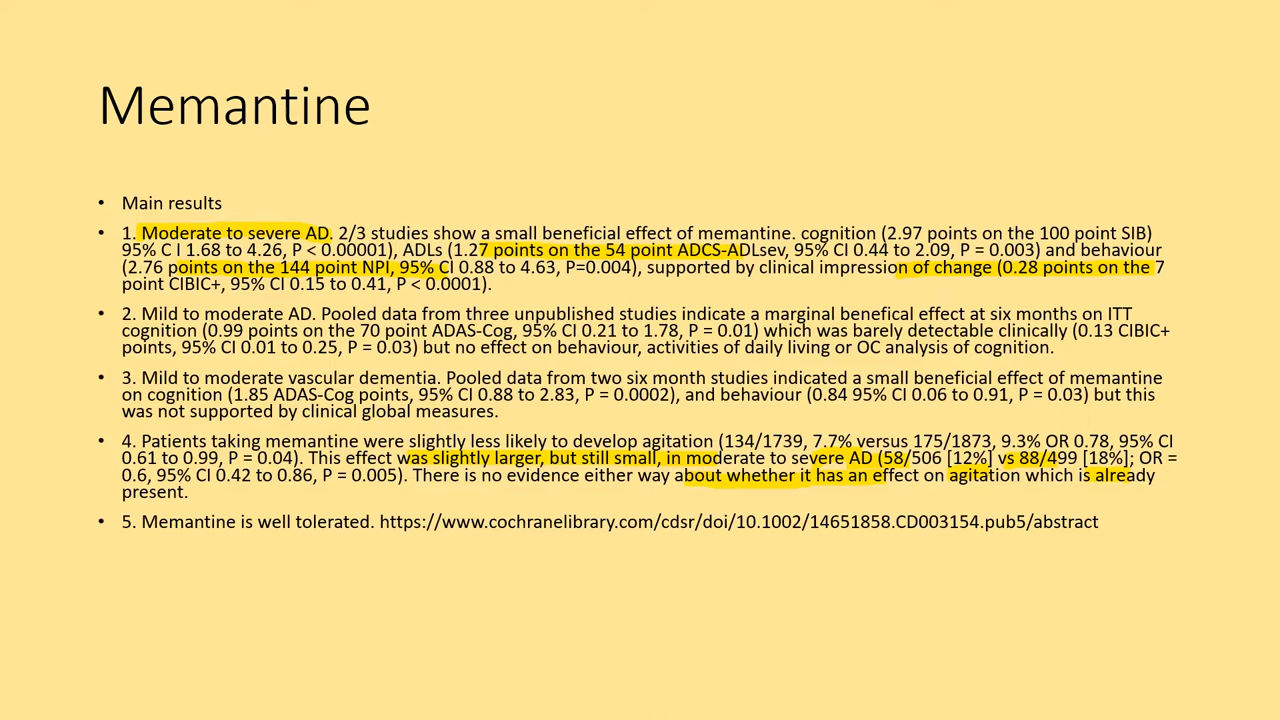 Memantine
• Main results
• 1. Moderate to severe AD. 2/3 studies show a small beneficial effect of memantine. cognition (2.97 points on the 100 point SIB)
95% C I 1.68 to 4.26, P < 0.00001), ADLs (1.27 points on the 54 point ADCS-ADLsev, 95% CI 0.44 to 2.09, P = 0.003) and behaviour
(2.76 points on the 144 point NPI, 95% CI 0.88 to 4.63, P=0.004), supported by clinical impression of change (0.28 points on the 7
point CIBIC+, 95% CI 0.15 to 0.41, P < 0.0001).
• 2. Mild to moderate AD. Pooled data from three unpublished studies indicate a marginal benefical effect at six months on ITT
cognition (0.99 points on the 70 point ADAS-Cog, 95% CI 0.21 to 1.78, P = 0.01) which was barely detectable clinically (0.13 CIBIC+
points, 95% CI 0.01 to 0.25, P = 0.03) but no effect on behaviour, activities of daily living or OC analysis of cognition.
• 3. Mild to moderate vascular dementia. Pooled data from two six month studies indicated a small beneficial effect of memantine
on cognition (1.85 ADAS-Cog points, 95% CI 0.88 to 2.83, P = 0.0002), and behaviour (0.84 95% CI 0.06 to 0.91, P = 0.03) but this
was not supported by clinical global measures.
• 4. Patients taking memantine were slightly less likely to develop agitation (134/1739, 7.7% versus 175/1873, 9.3% OR 0.78, 95% CI
0.61 to 0.99, P = 0.04). This effect was slightly larger, but still small, in moderate to severe AD (58/506 [12%] vs 88/499 [18%]; OR =
0.6, 95% CI 0.42 to 0.86, P = 0.005). There is no evidence either way about whether it has an effect on agitation which is already
present.
• 5. Memantine is well tolerated. https://www.cochranelibrary.com/cdsr/doi/10.1002/14651858.CD003154.pub5/abstract